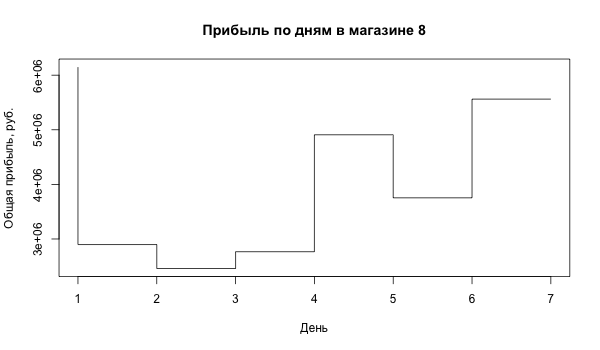 Прибыль по дням в магазине 8
Общая прибыль, руб.
6e+06
5e+06
4e+06
3e+06
1 2 3 4 5 6 7
День